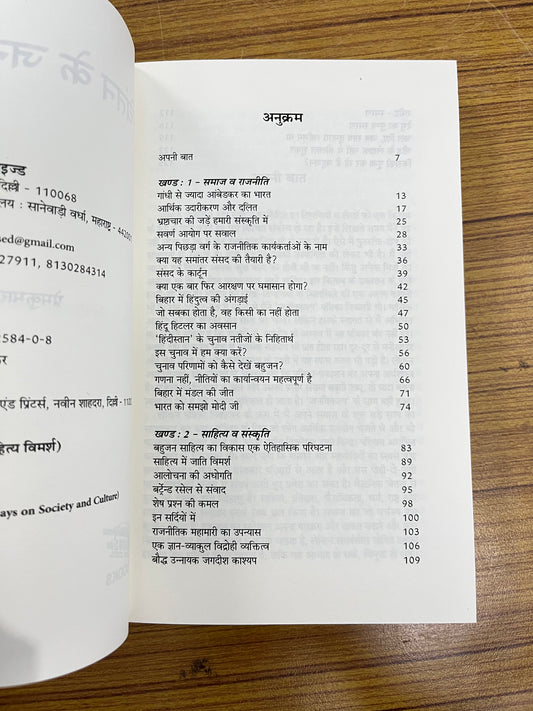 इज्ड
दिल्ली - 110068
लय : सानेवाड़ी वर्धा, महाराष्ट्र - 442001
sed@gmail.com
27911, 8130284314
2584-0-8
एंड प्रिंटर्स, नवीन शाहदरा, दिल्ली
हित्य विमर्श)
ays on Society and Culture)
अनुक्रम
अपनी बात 7
खण्ड : 1 - समाज व राजनीति
गांधी से ज्यादा आंबेडकर का भारत 13
आर्थिक उदारीकरण और दलित 17
भ्रष्टाचार की जड़ें हमारी संस्कृति में 25
सवर्ण आयोग पर सवाल 28
अन्य पिछड़ा वर्ग के राजनीतिक कार्यकर्ताओं के नाम 33
क्या यह समांतर संसद की तैयारी है? 36
संसद के कार्टून 39
क्या एक बार फिर आरक्षण पर घमासान होगा? 42
बिहार में हिंदुत्व की अंगड़ाई 45
जो सबका होता है, वह किसी का नहीं होता 47
हिंदू हिटलर का अवसान 50
'हिंदीस्तान' के चुनाव नतीजों के निहितार्थ 53
इस चुनाव में हम क्या करें? 56
चुनाव परिणामों को कैसे देखें बहुजन? 60
गणना नहीं, नीतियों का कार्यान्वयन महत्वपूर्ण है 66
बिहार में मंडल की जीत 71
भारत को समझो मोदी जी 74
खण्ड : 2 - साहित्य व संस्कृति
बहुजन साहित्य का विकास एक ऐतिहासिक परिघटना 83
साहित्य में जाति विमर्श 89
आलोचना की अधोगति 92
बर्ट्रेन्ड रसेल से संवाद 95
शेष प्रश्न की कमल 98
इन सर्दियों में 100
राजनीतिक महामारी का उपन्यास 103
एक ज्ञान-व्याकुल विद्रोही व्यक्तित्व 106
बौद्ध उन्नायक जगदीश काश्यप 109